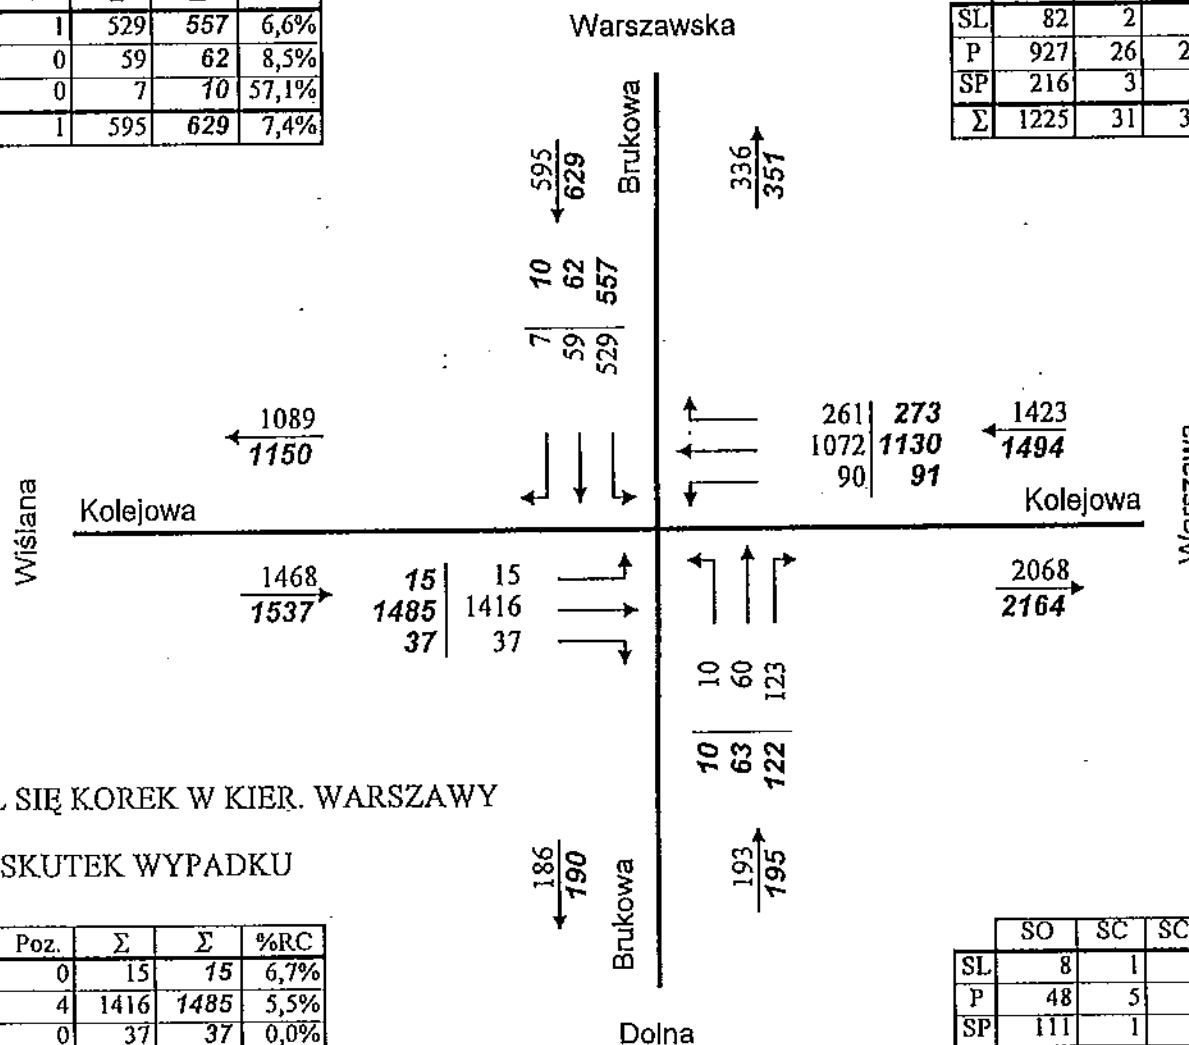 1 529 557 6,6%
0 59 62 8,5%
0 7 10 57,1%
1 595 629 7,4%
Warszawska
SL 82 2
P 927 26 2
SP 216 3
Σ 1225 31 3
Brukowa
595
629
336
351
10 62 557
7 59 529
1089
1150
261 273
1072 1130
90 91
1423
1494
Wiślana
Kolejowa
Kolejowa
1468
1537
15 15
1485 1416
37 37
2068
2164
10 60 123
10 63 122
SIĘ KOREK W KIER. WARSZAWY
SKUTEK WYPADKU
186
190
Brukowa
193
195
Poz. Σ Σ %RC
0 15 15 6,7%
4 1416 1485 5,5%
0 37 37 0,0%
SO SC SC
SL 8 1
P 48 5
SP 111 1
Dolna